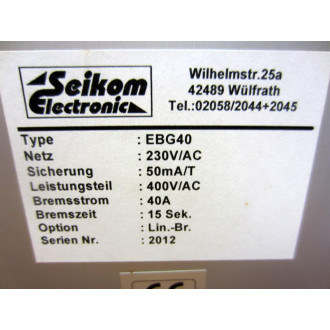 Seikom
Electronic
Wilhelmstr.25a
42489 Wülfrath
Tel.:02058/2044+2045
Type : EBG40
Netz : 230V/AC
Sicherung : 50mA/T
Leistungsteil : 400V/AC
Bremsstrom : 40A
Bremszeit : 15 Sek.
Option : Lin.-Br.
Serien Nr. : 2012
CE